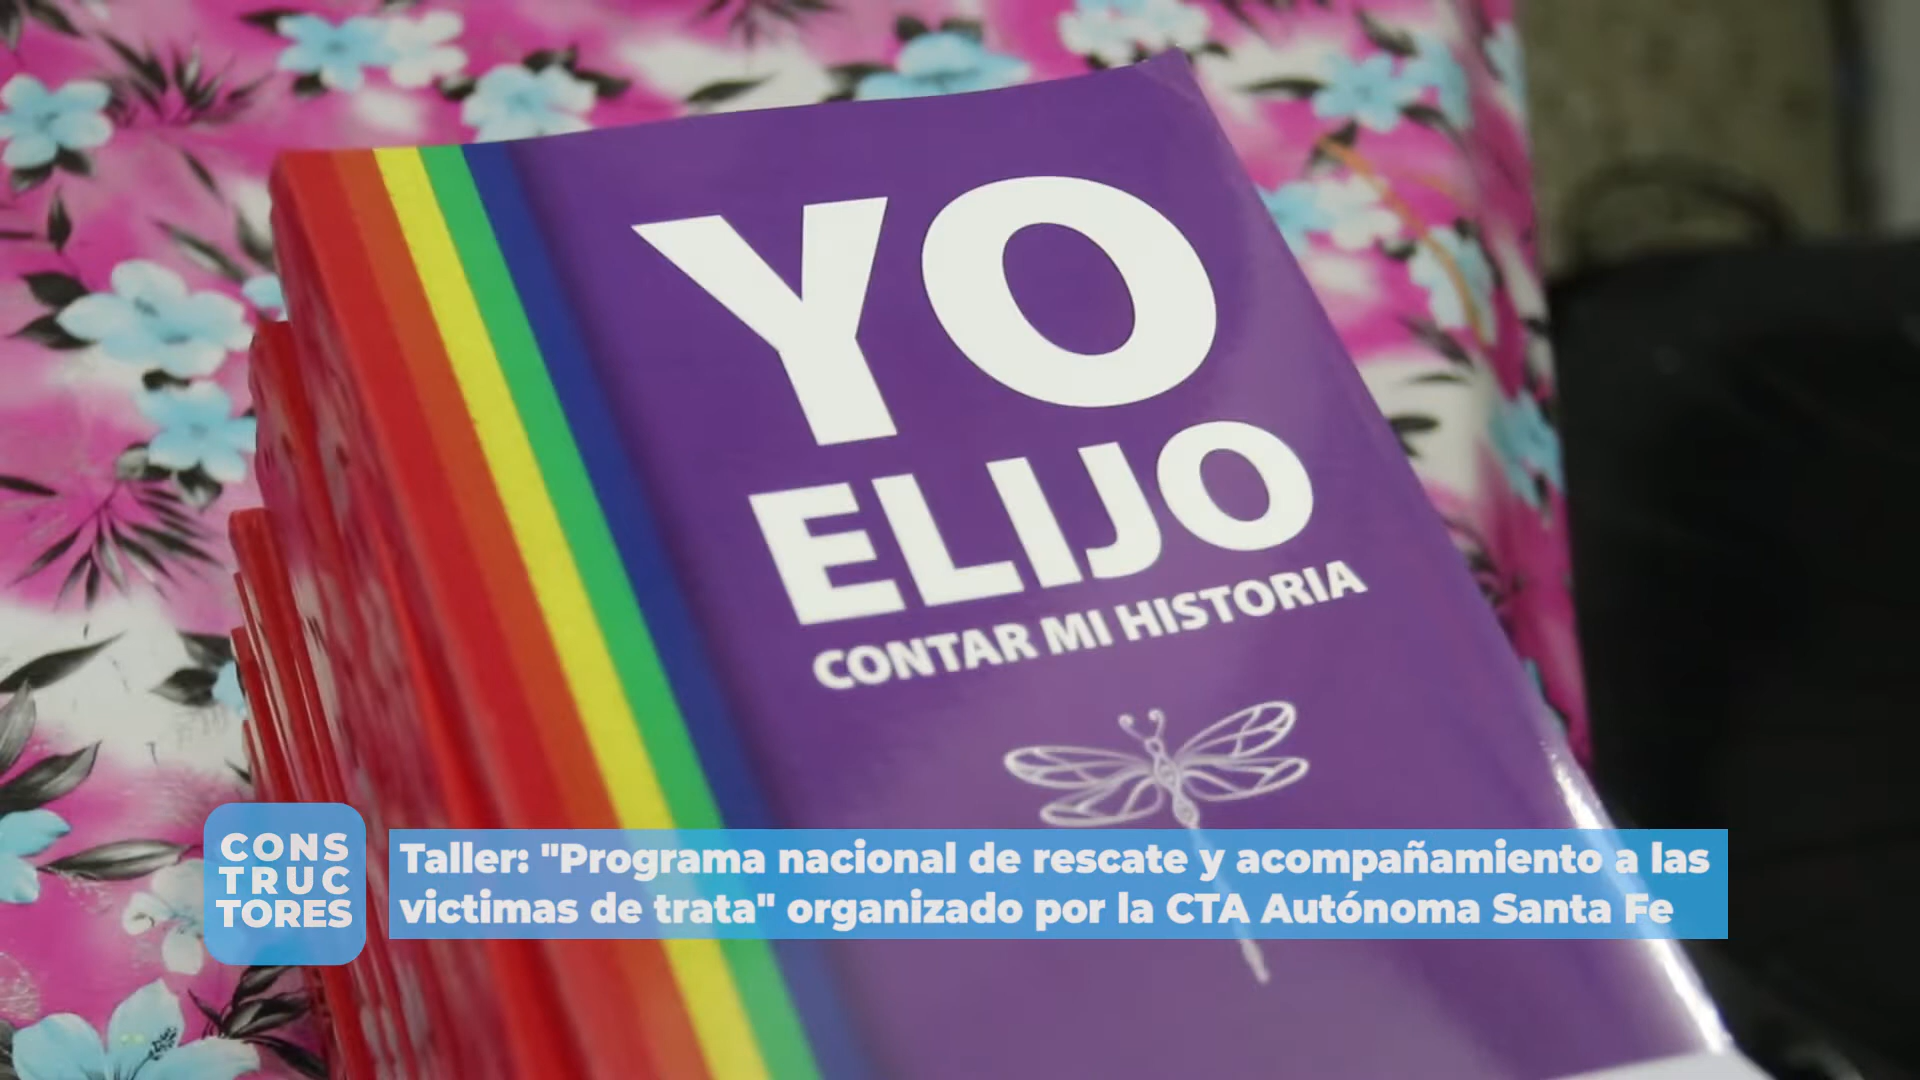 YO
ELIJO
CONTAR MI HISTORIA
CONS
TRUC
TORES
Taller: "Programa nacional de rescate y acompañamiento a las
victimas de trata" organizado por la CTA Autónoma Santa Fe